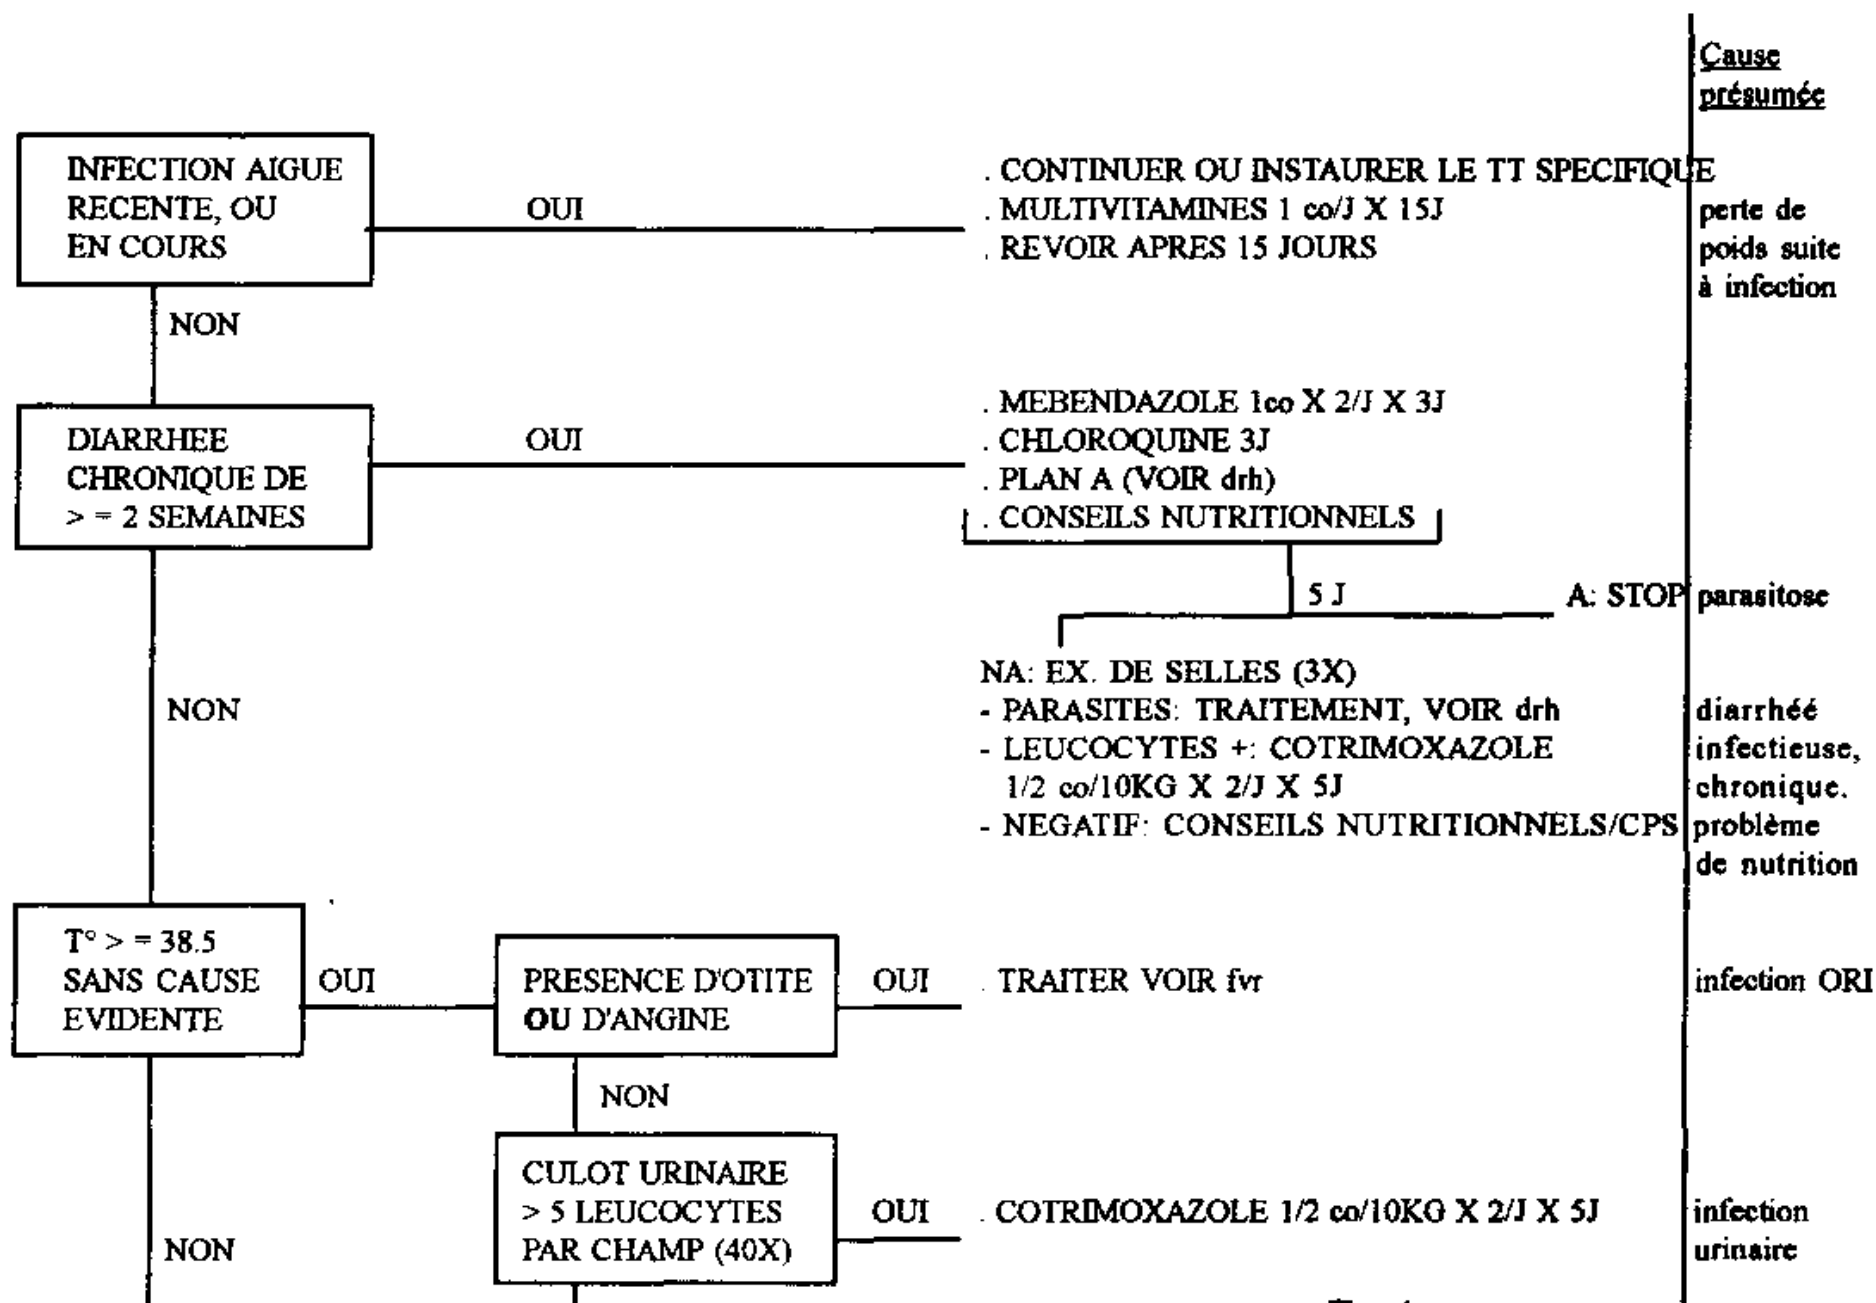 Cause
présumée
INFECTION AIGUE
RECENTE, OU
EN COURS
OUI
. CONTINUER OU INSTAURER LE TT SPECIFIQUE
. MULTIVITAMINES 1 co/J X 15J
. REVOIR APRES 15 JOURS
perte de
poids suite
à infection
NON
DIARRHEE
CHRONIQUE DE
> = 2 SEMAINES
OUI
. MEBENDAZOLE 1co X 2/J X 3J
. CHLOROQUINE 3J
. PLAN A (VOIR drh)
. CONSEILS NUTRITIONNELS
5 J
A: STOP
parasitose
NON
NA: EX. DE SELLES (3X)
- PARASITES: TRAITEMENT, VOIR drh
- LEUCOCYTES +: COTRIMOXAZOLE
1/2 co/10KG X 2/J X 5J
- NEGATIF: CONSEILS NUTRITIONNELS/CPS
diarrhéé
infectieuse,
chronique.
problème
de nutrition
T° > = 38.5
SANS CAUSE
EVIDENTE
OUI
PRESENCE D'OTITE
OU D'ANGINE
OUI
. TRAITER VOIR fvr
infection ORI
NON
CULOT URINAIRE
> 5 LEUCOCYTES
PAR CHAMP (40X)
OUI
. COTRIMOXAZOLE 1/2 co/10KG X 2/J X 5J
infection
urinaire
NON